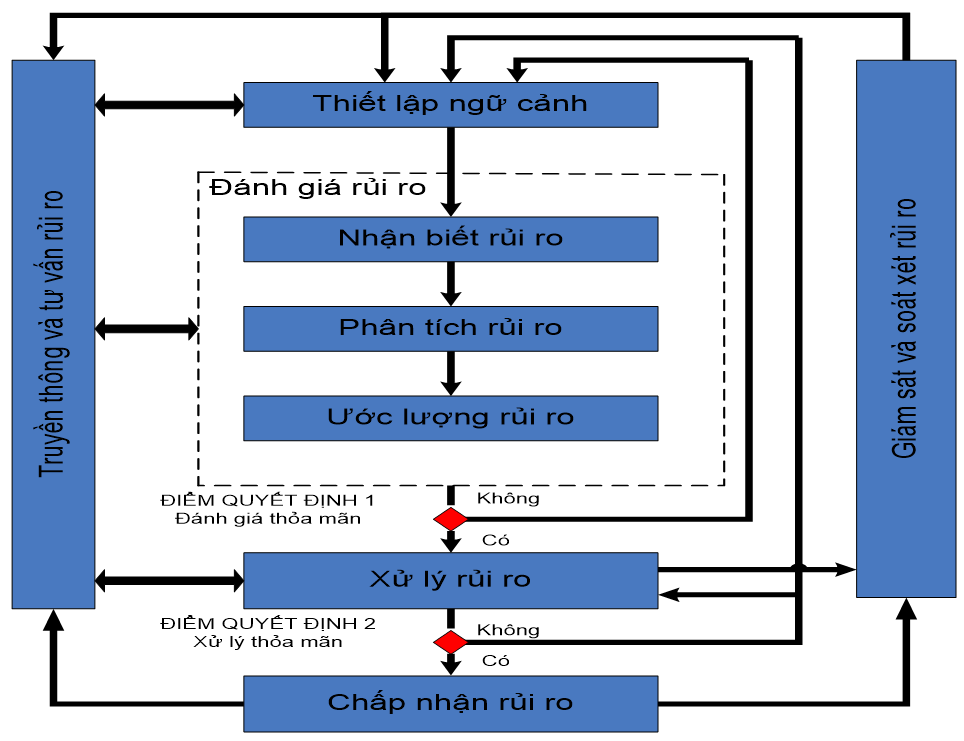 Thiết lập ngữ cảnh
Đánh giá rủi ro
Nhận biết rủi ro
Phân tích rủi ro
Ước lượng rủi ro
Truyền thông và tư vấn rủi ro
Giám sát và soát xét rủi ro
ĐIỂM QUYẾT ĐỊNH 1
Đánh giá thỏa mãn
Không
Có
Xử lý rủi ro
ĐIỂM QUYẾT ĐỊNH 2
Xử lý thỏa mãn
Không
Có
Chấp nhận rủi ro